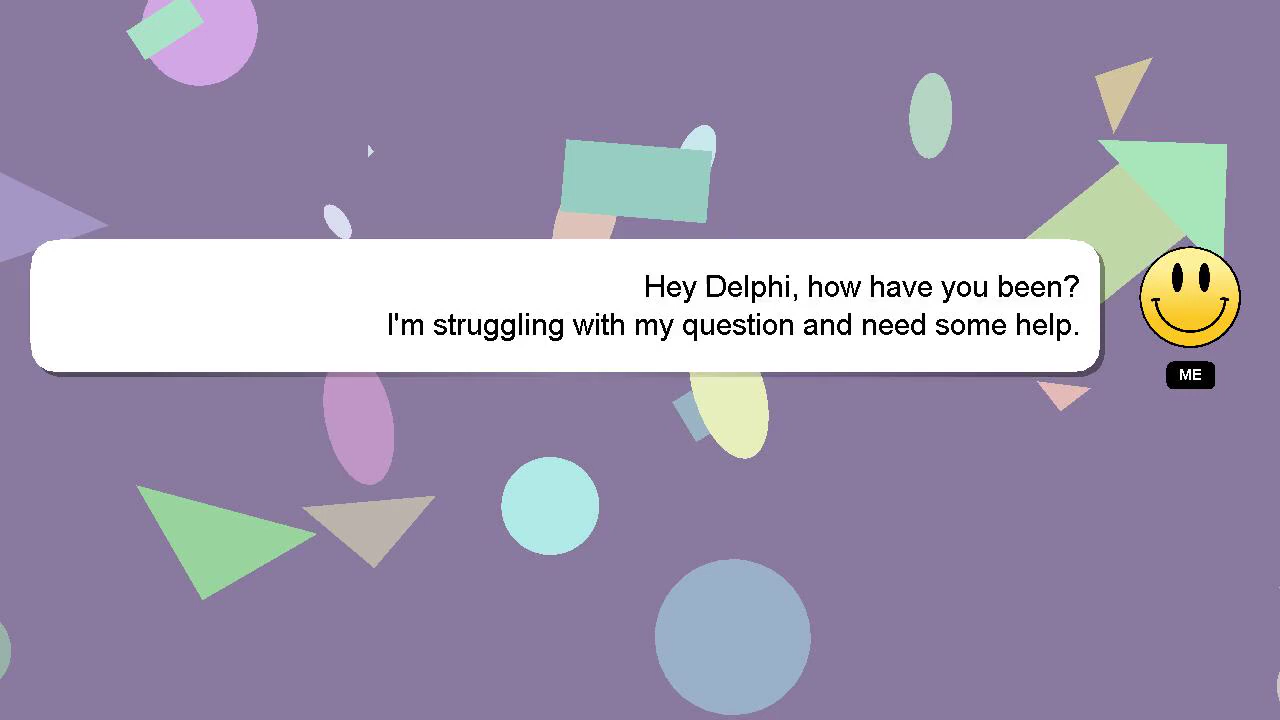 Hey Delphi, how have you been?
I'm struggling with my question and need some help.
ME